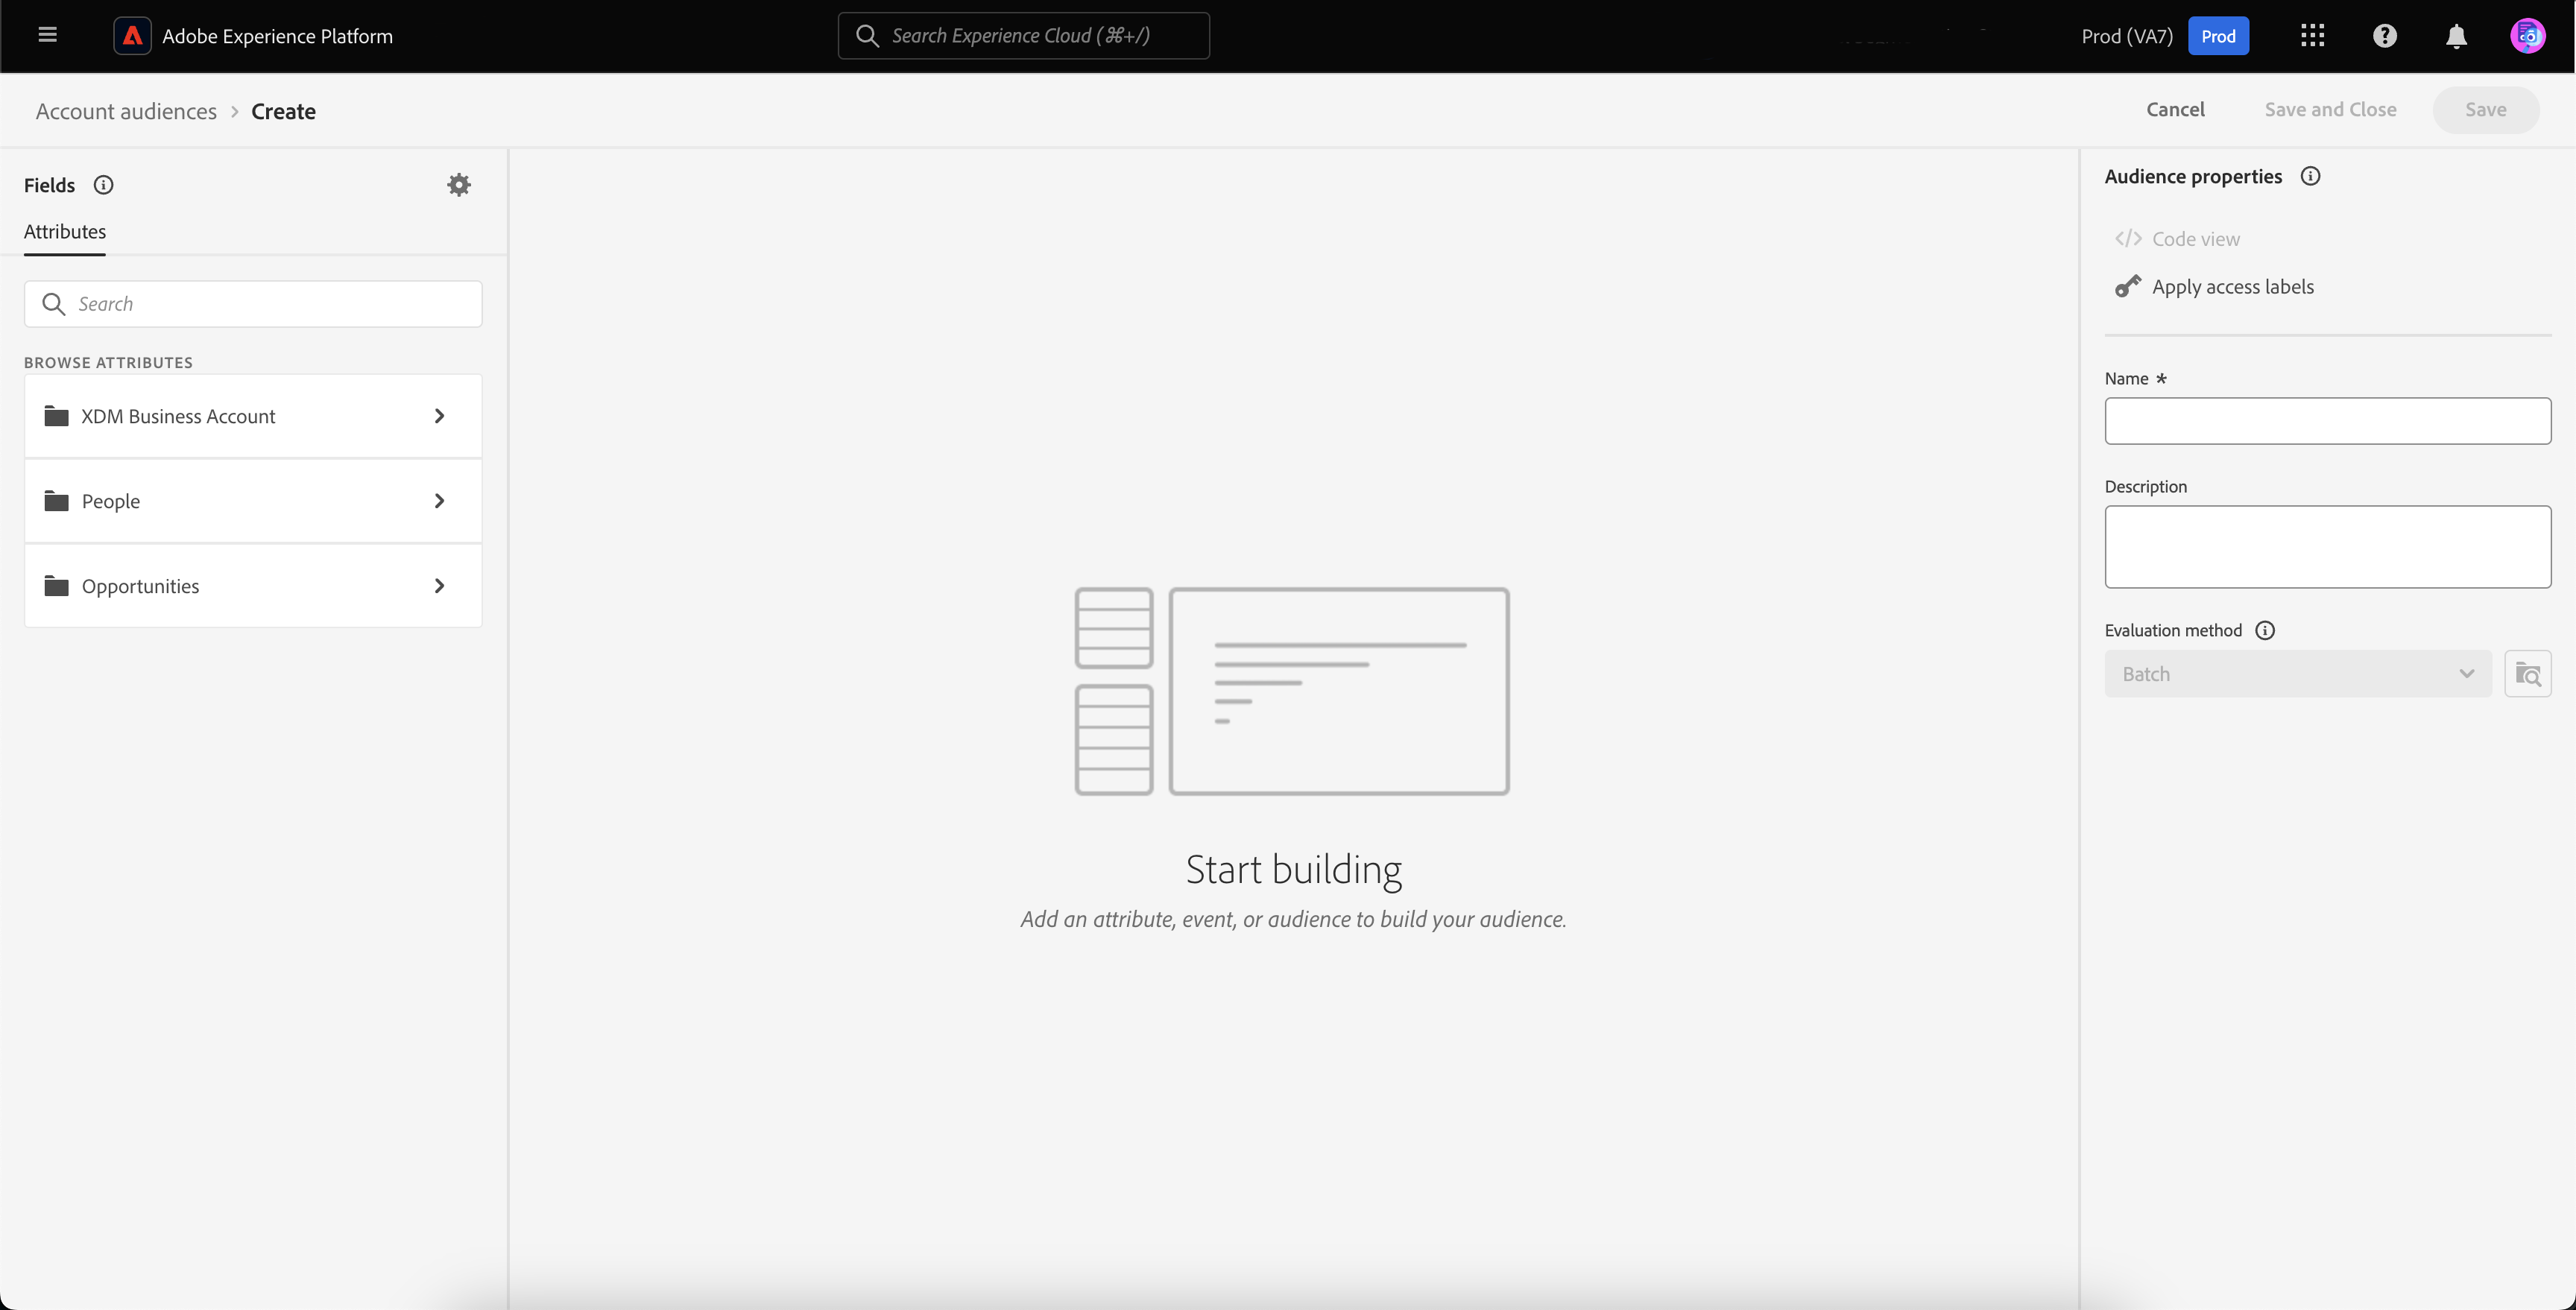 Adobe Experience Platform
Search Experience Cloud (⌘+/)
Prod (VA7)
Prod
Account audiences > Create
Cancel
Save and Close
Save
Fields
Attributes
Search
BROWSE ATTRIBUTES
XDM Business Account
People
Opportunities
Start building
Add an attribute, event, or audience to build your audience.
Audience properties
</> Code view
Apply access labels
Name *
Description
Evaluation method
Batch